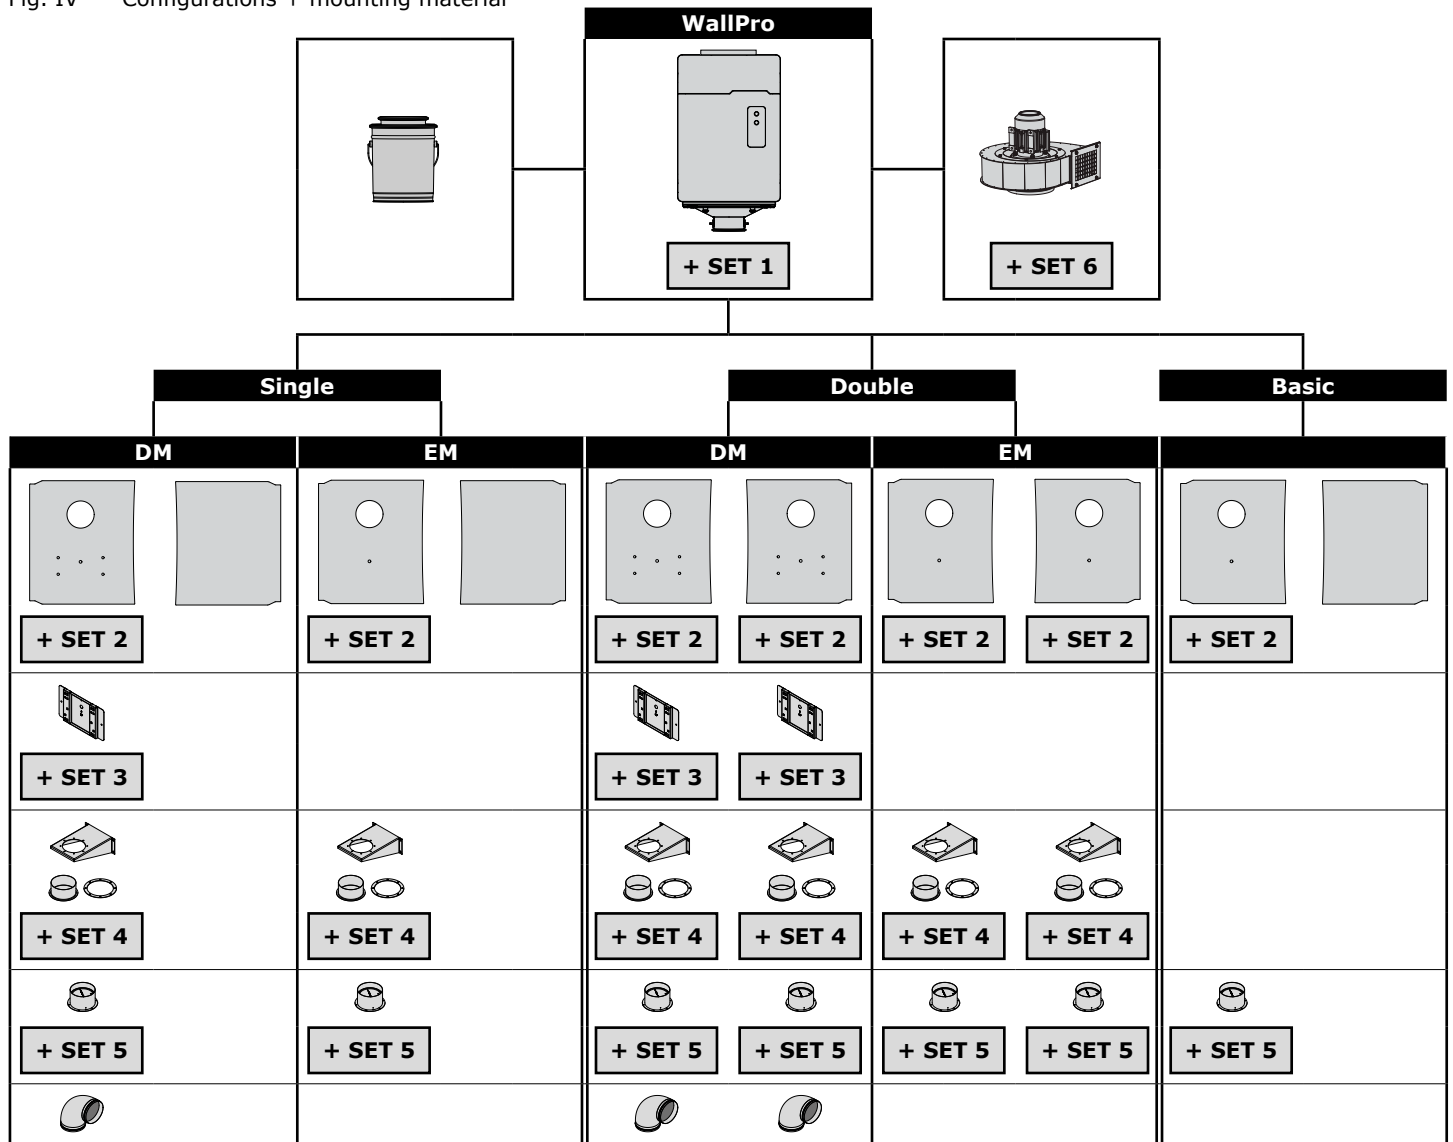 Fig. IV Configurations + mounting material
WallPro
+ SET 1
+ SET 6
Single
Double
Basic
DM
EM
DM
EM
+ SET 2
+ SET 2
+ SET 2
+ SET 2
+ SET 2
+ SET 2
+ SET 2
+ SET 3
+ SET 3
+ SET 3
+ SET 4
+ SET 4
+ SET 4
+ SET 4
+ SET 4
+ SET 4
+ SET 5
+ SET 5
+ SET 5
+ SET 5
+ SET 5
+ SET 5
+ SET 5